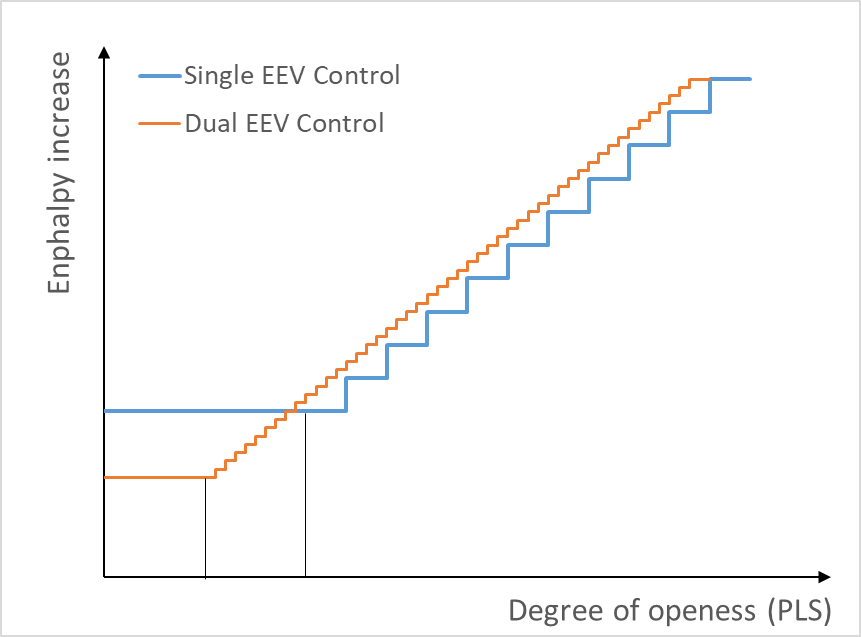 Enphalpy increase
Single EEV Control
Dual EEV Control
Degree of openess (PLS)